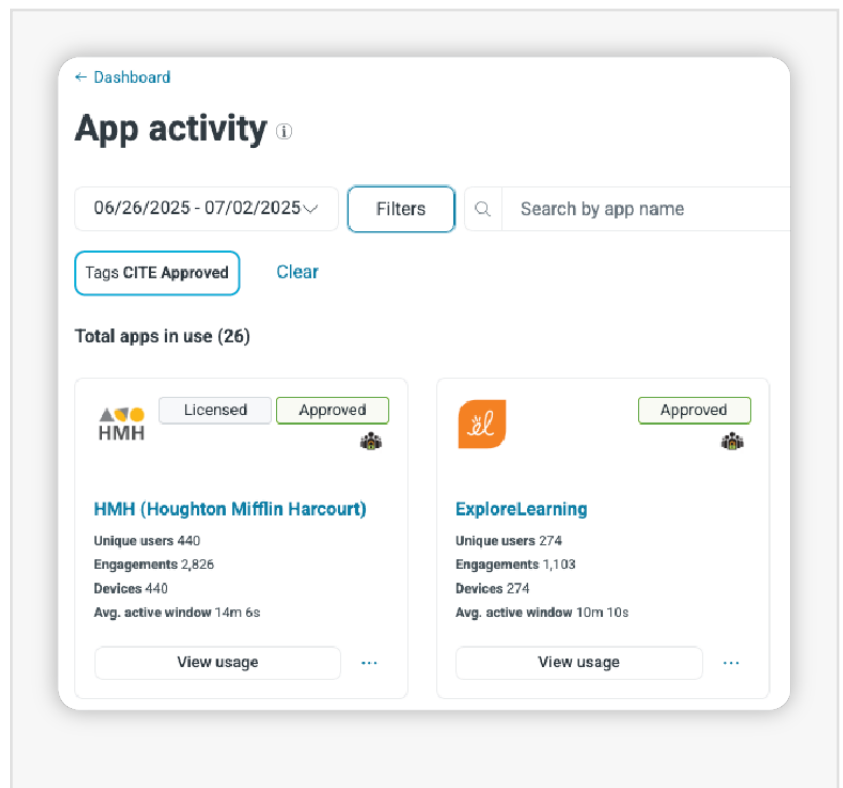 ← Dashboard
App activity
06/26/2025 - 07/02/2025
Filters
Search by app name
Tags CITE Approved
Clear
Total apps in use (26)
HMH
Licensed
Approved
HMH (Houghton Mifflin Harcourt)
Unique users 440
Engagements 2,826
Devices 440
Avg. active window 14m 6s
View usage
...
el
Approved
ExploreLearning
Unique users 274
Engagements 1,103
Devices 274
Avg. active window 10m 10s
View usage
...